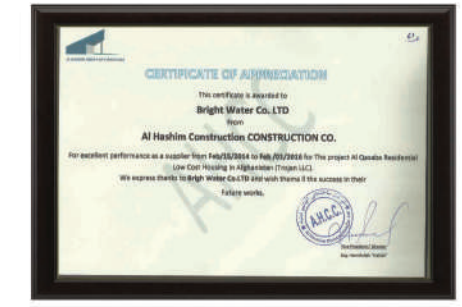 CERTIFICATE OF APPRECIATION
This certificate is awarded to
Bright Water Co. LTD
From
Al Hashim Construction CONSTRUCTION CO.
For excellent performance as a supplier from Feb/15/2014 to Feb /01/2016 for This project Al Qasaba Residential
Low Cost Housing in Afghanistan (Trojan LLC).
We express thanks to Brigh Water Co.LTD and wish thema ll the success in their
Future works.
A.H.C.C
A.H.C.C